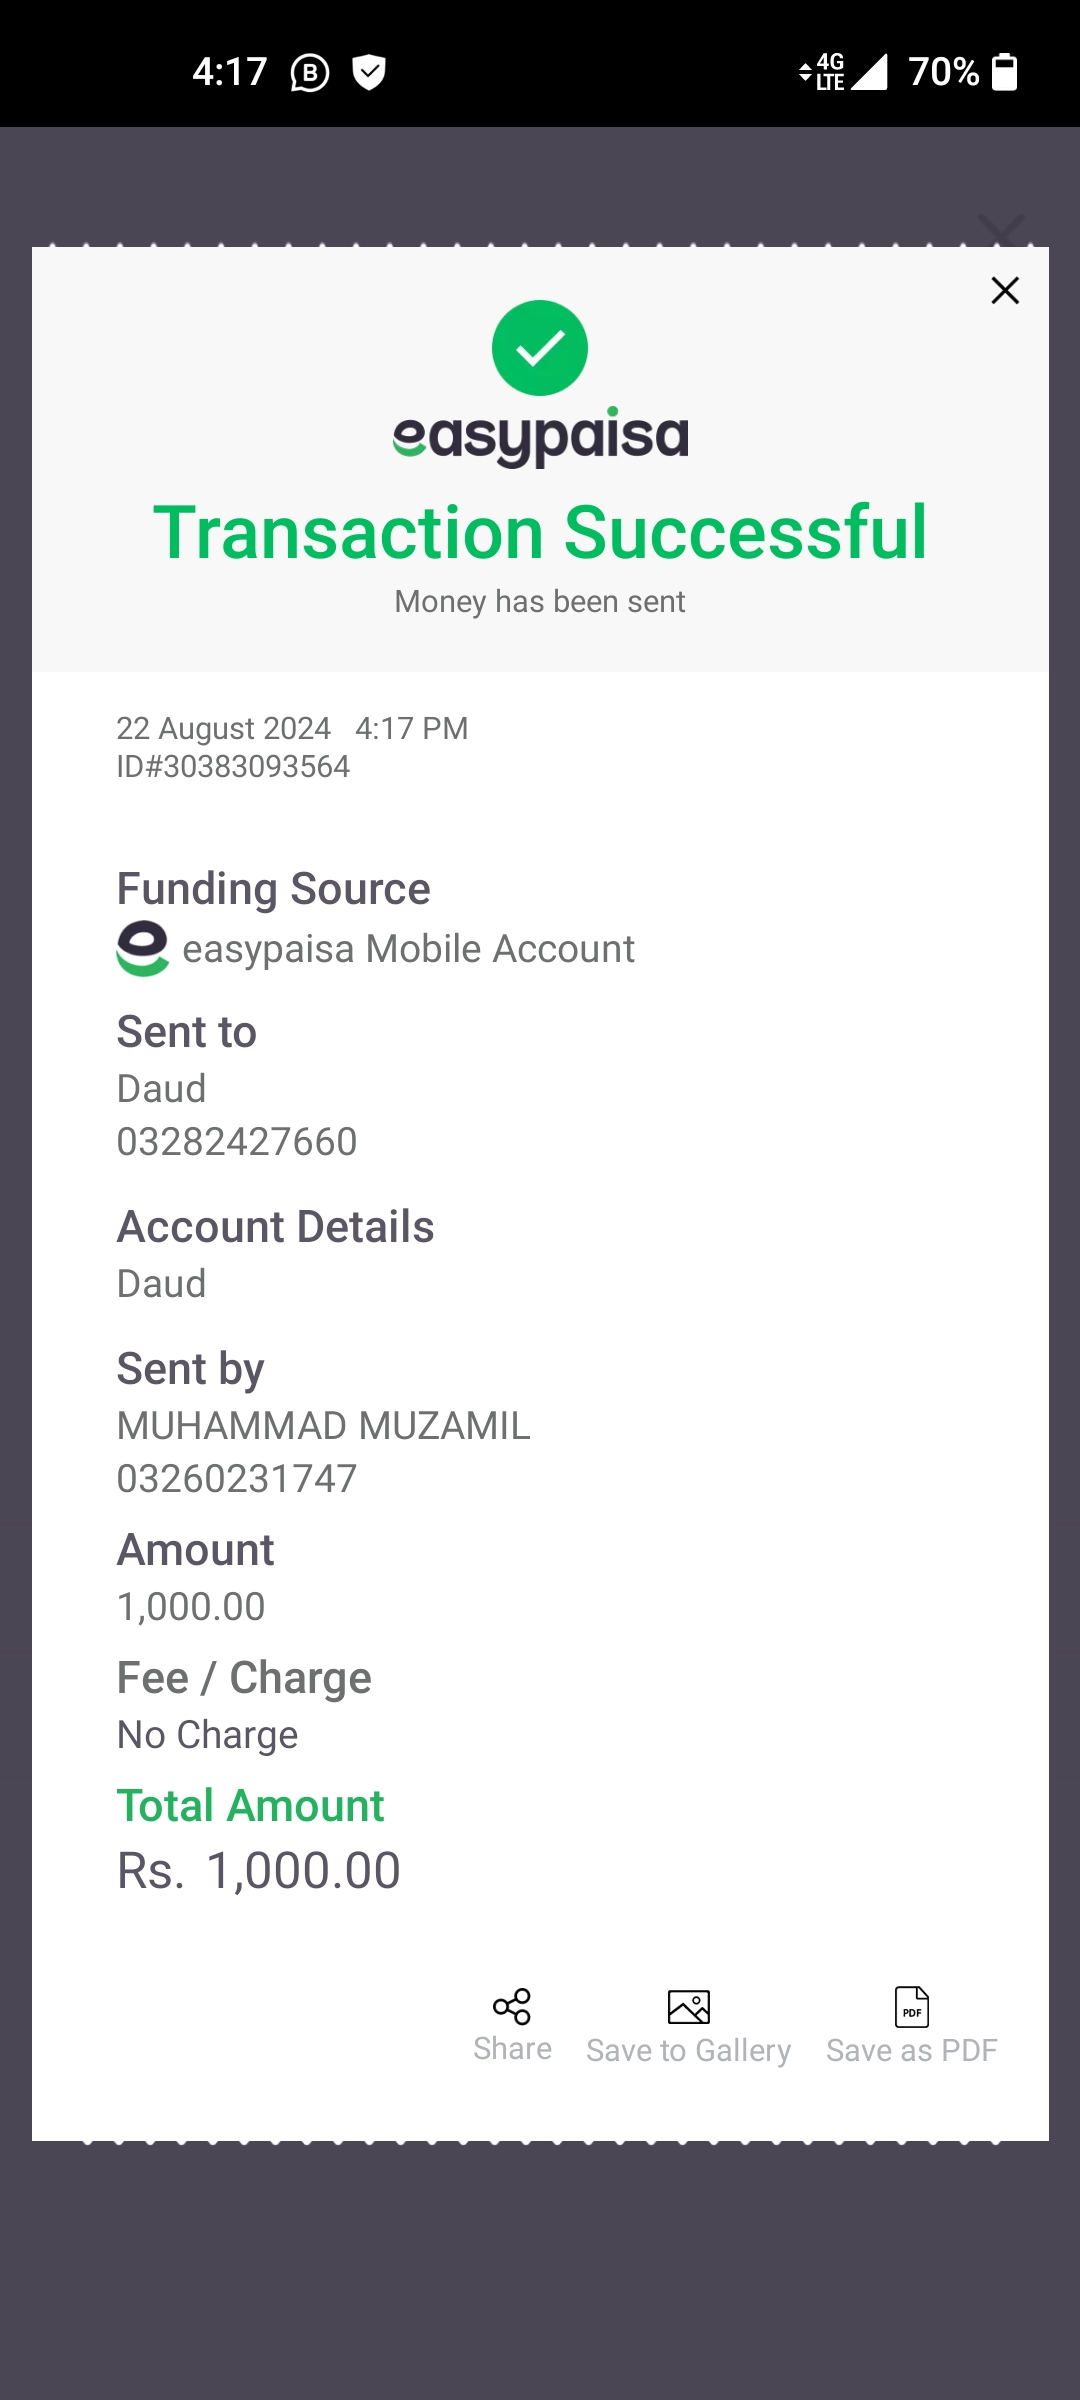 4:17 B 4G LTE 70%
easypaisa
Transaction Successful
Money has been sent
22 August 2024 4:17 PM
ID#30383093564
Funding Source
easypaisa Mobile Account
Sent to
Daud
03282427660
Account Details
Daud
Sent by
MUHAMMAD MUZAMIL
03260231747
Amount
1,000.00
Fee / Charge
No Charge
Total Amount
Rs. 1,000.00
PDF
Share Save to Gallery Save as PDF